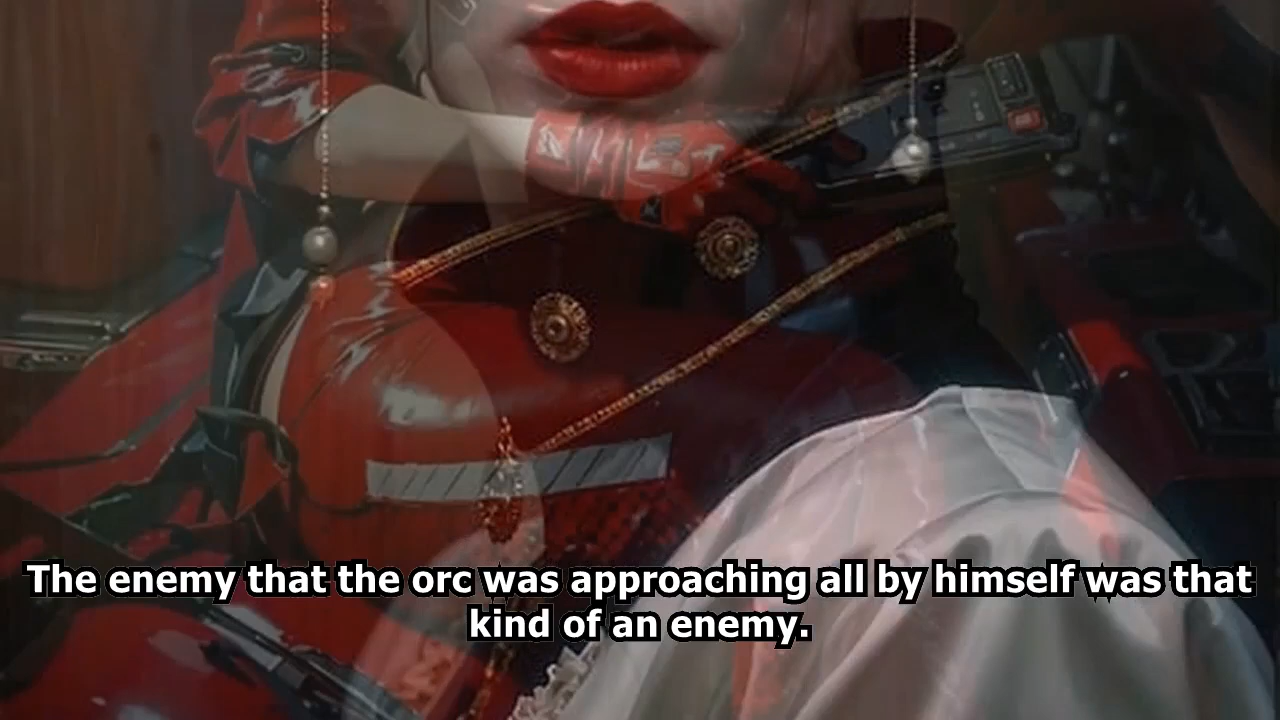 The enemy that the orc was approaching all by himself was that
kind of an enemy.